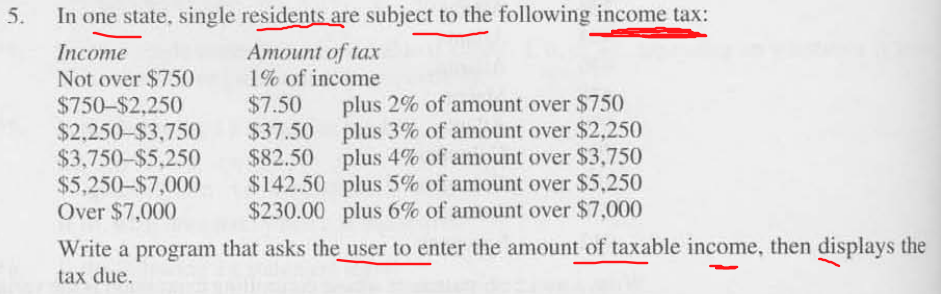 5. In one state, single residents are subject to the following income tax:
Income Amount of tax
Not over $750 1% of income
$750–$2,250 $7.50 plus 2% of amount over $750
$2,250–$3,750 $37.50 plus 3% of amount over $2,250
$3,750–$5,250 $82.50 plus 4% of amount over $3,750
$5,250–$7,000 $142.50 plus 5% of amount over $5,250
Over $7,000 $230.00 plus 6% of amount over $7,000
Write a program that asks the user to enter the amount of taxable income, then displays the
tax due.